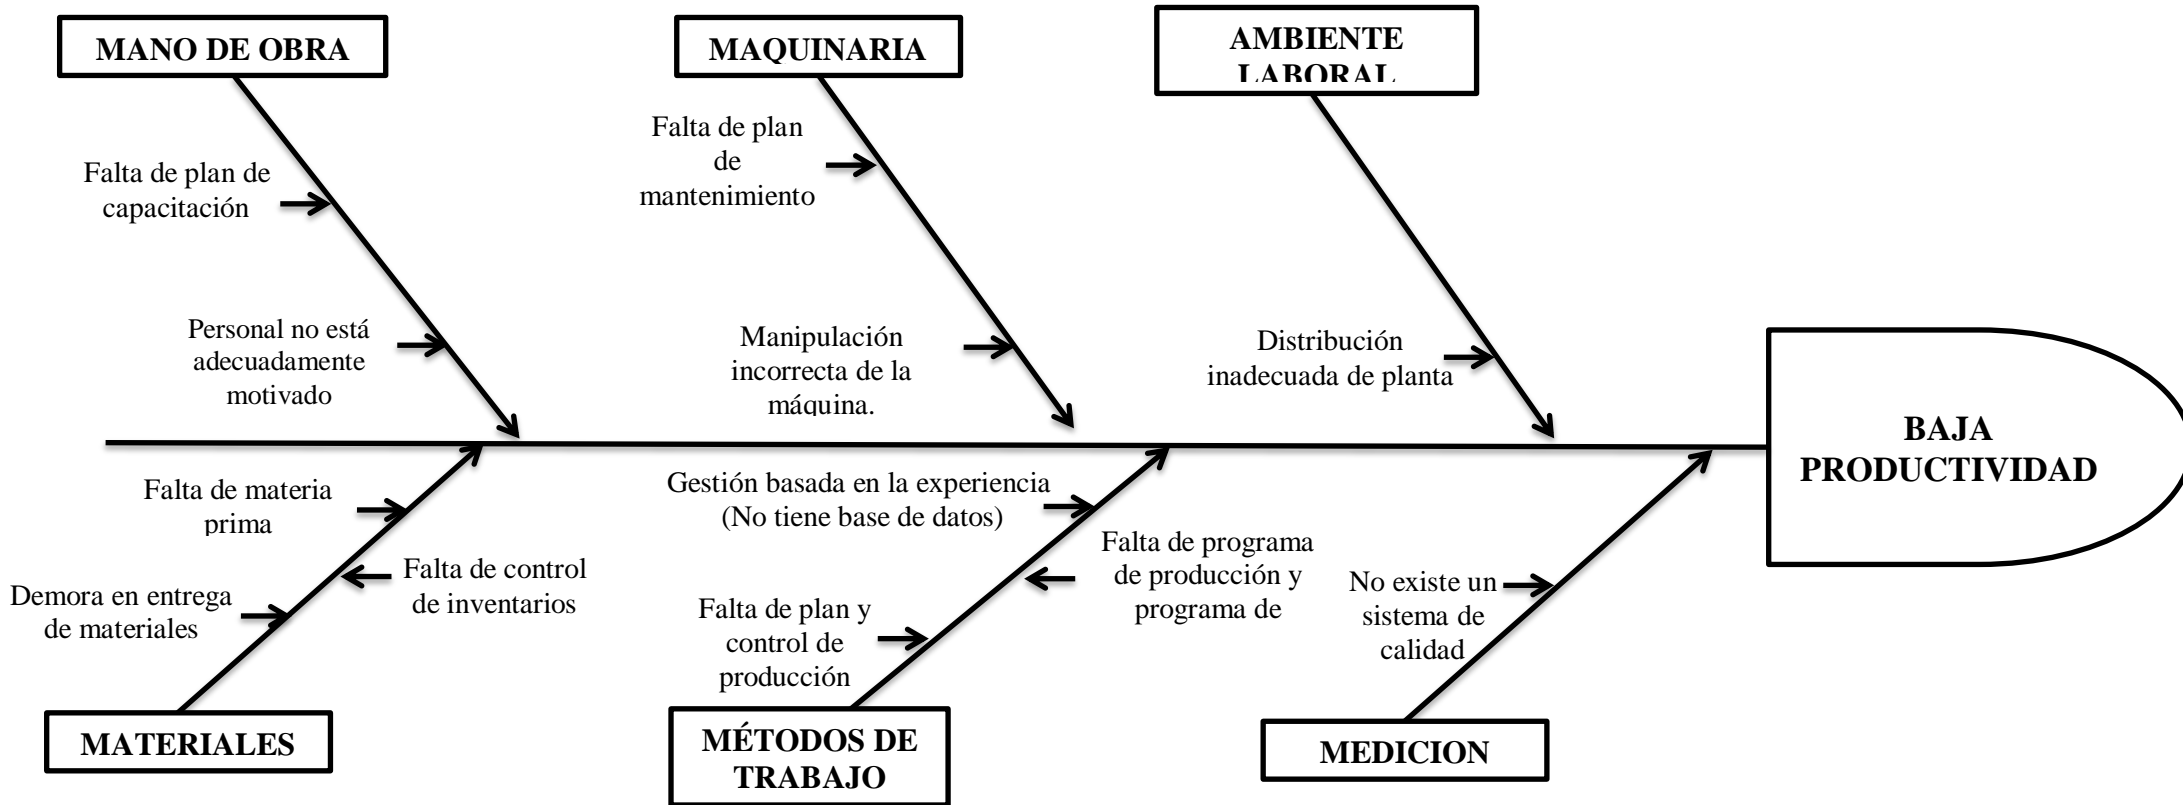 MANO DE OBRA
MAQUINARIA
AMBIENTE
LABORAL
Falta de plan de
capacitación
Falta de plan
de
mantenimiento
Personal no está
adecuadamente
motivado
Manipulación
incorrecta de la
máquina.
Distribución
inadecuada de planta
BAJA
PRODUCTIVIDAD
Falta de materia
prima
Demora en entrega
de materiales
Falta de control
de inventarios
Gestión basada en la experiencia
(No tiene base de datos)
Falta de programa
de producción y
programa de
Falta de plan y
control de
producción
No existe un
sistema de
calidad
MATERIALES
MÉTODOS DE
TRABAJO
MEDICION